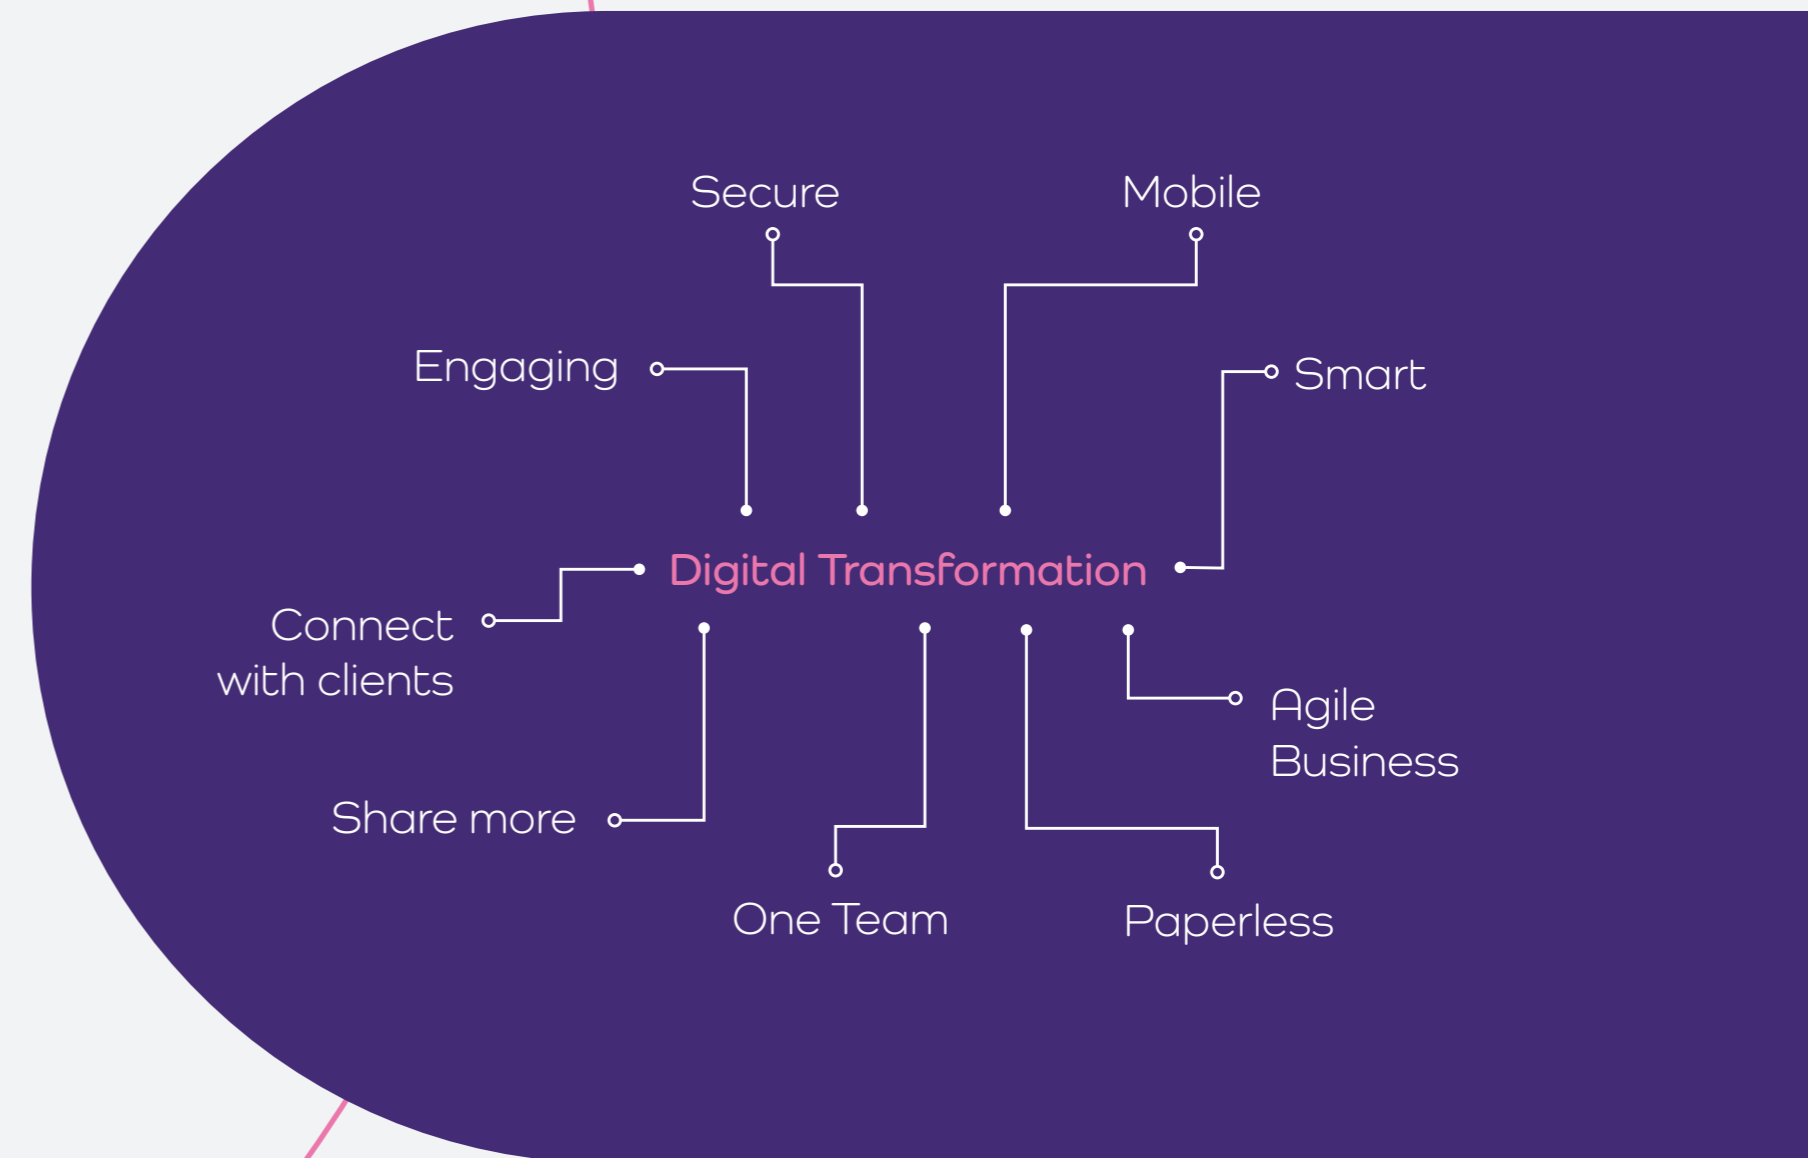 Secure
Mobile
Engaging
Smart
Digital Transformation
Connect
with clients
Agile
Business
Share more
One Team
Paperless